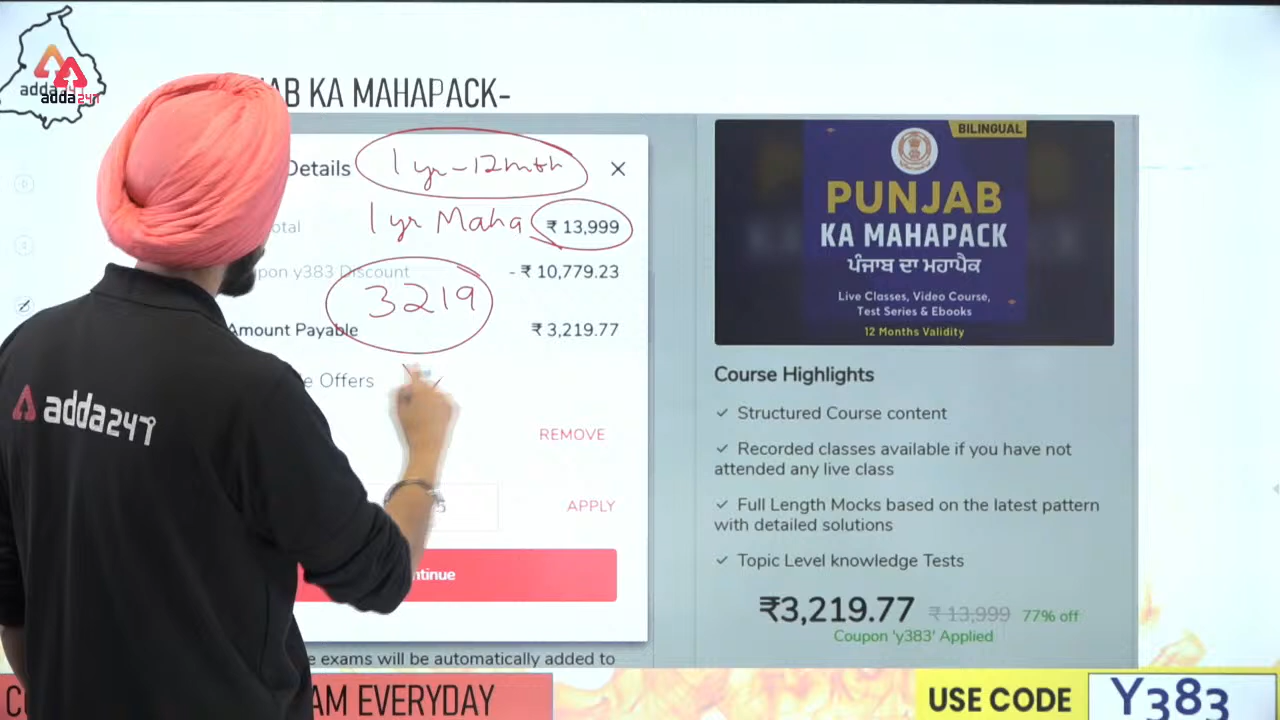 adda247
adda247
AB KA MAHAPACK-
Details
1 yr - 12 mth
1 yr Maha
₹ 13,999
y383 Discount
- ₹ 10,779.23
3219
Amount Payable
₹ 3,219.77
Offers
REMOVE
APPLY
adda247
BILINGUAL
PUNJAB
KA MAHAPACK
ਪੰਜਾਬ ਦਾ ਮਹਾਪੈਕ
Live Classes, Video Course,
Test Series & Ebooks
12 Months Validity
Course Highlights
✓ Structured Course content
✓ Recorded classes available if you have not
attended any live class
✓ Full Length Mocks based on the latest pattern
with detailed solutions
✓ Topic Level knowledge Tests
₹3,219.77 ₹ 13,999 77% off
Coupon 'y383' Applied
exams will be automatically added to
AM EVERYDAY
USE CODE
Y383